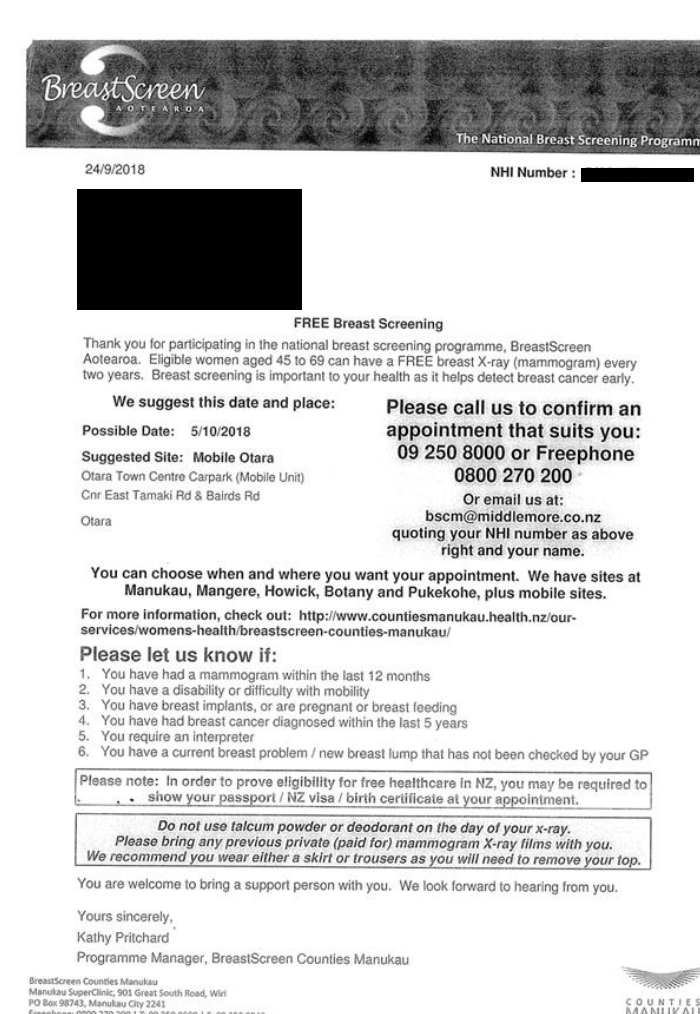 BreastScreen
AOTEAROA
The National Breast Screening Programm
24/9/2018
NHI Number :
FREE Breast Screening
Thank you for participating in the national breast screening programme, BreastScreen
Aotearoa. Eligible women aged 45 to 69 can have a FREE breast X-ray (mammogram) every
two years. Breast screening is important to your health as it helps detect breast cancer early.
We suggest this date and place:
Possible Date: 5/10/2018
Suggested Site: Mobile Otara
Otara Town Centre Carpark (Mobile Unit)
Cnr East Tamaki Rd & Bairds Rd
Otara
Please call us to confirm an
appointment that suits you:
09 250 8000 or Freephone
0800 270 200
Or email us at:
bscm@middlemore.co.nz
quoting your NHI number as above
right and your name.
You can choose when and where you want your appointment. We have sites at
Manukau, Mangere, Howick, Botany and Pukekohe, plus mobile sites.
For more information, check out: http://www.countiesmanukau.health.nz/our-
services/womens-health/breastscreen-counties-manukau/
Please let us know if:
1. You have had a mammogram within the last 12 months
2. You have a disability or difficulty with mobility
3. You have breast implants, or are pregnant or breast feeding
4. You have had breast cancer diagnosed within the last 5 years
5. You require an interpreter
6. You have a current breast problem / new breast lump that has not been checked by your GP
Please note: In order to prove eligibility for free healthcare in NZ, you may be required to
show your passport / NZ visa / birth certificate at your appointment.
Do not use talcum powder or deodorant on the day of your x-ray.
Please bring any previous private (paid for) mammogram X-ray films with you.
We recommend you wear either a skirt or trousers as you will need to remove your top.
You are welcome to bring a support person with you. We look forward to hearing from you.
Yours sincerely,
Kathy Pritchard
Programme Manager, BreastScreen Counties Manukau
BreastScreen Counties Manukau
Manukau SuperClinic, 901 Great South Road, Wiri
PO Box 98743, Manukau City 2241
COUNTIES
MANUKAU